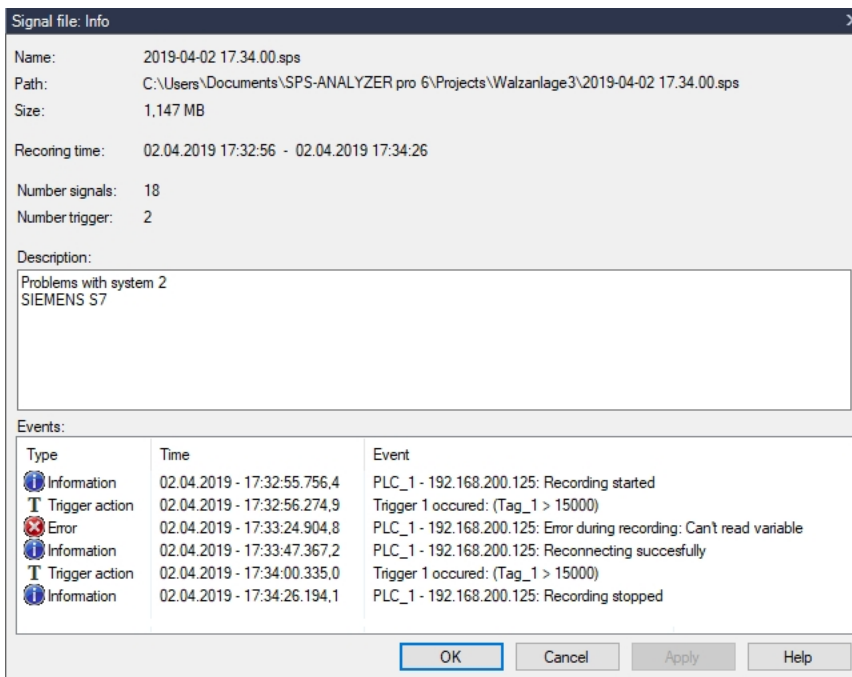 Signal file: Info
Name: 2019-04-02 17.34.00.sps
Path: C:\Users\Documents\SPS-ANALYZER pro 6\Projects\Walzanlage3\2019-04-02 17.34.00.sps
Size: 1,147 MB
Recoring time: 02.04.2019 17:32:56 - 02.04.2019 17:34:26
Number signals: 18
Number trigger: 2
Description:
Problems with system 2
SIEMENS S7
Events:
Type Time Event
Information 02.04.2019 - 17:32:55.756,4 PLC_1 - 192.168.200.125: Recording started
T Trigger action 02.04.2019 - 17:32:56.274,9 Trigger 1 occured: (Tag_1 > 15000)
Error 02.04.2019 - 17:33:24.904,8 PLC_1 - 192.168.200.125: Error during recording: Can't read variable
Information 02.04.2019 - 17:33:47.367,2 PLC_1 - 192.168.200.125: Reconnecting succesfully
T Trigger action 02.04.2019 - 17:34:00.335,0 Trigger 1 occured: (Tag_1 > 15000)
Information 02.04.2019 - 17:34:26.194,1 PLC_1 - 192.168.200.125: Recording stopped
OK Cancel Apply Help